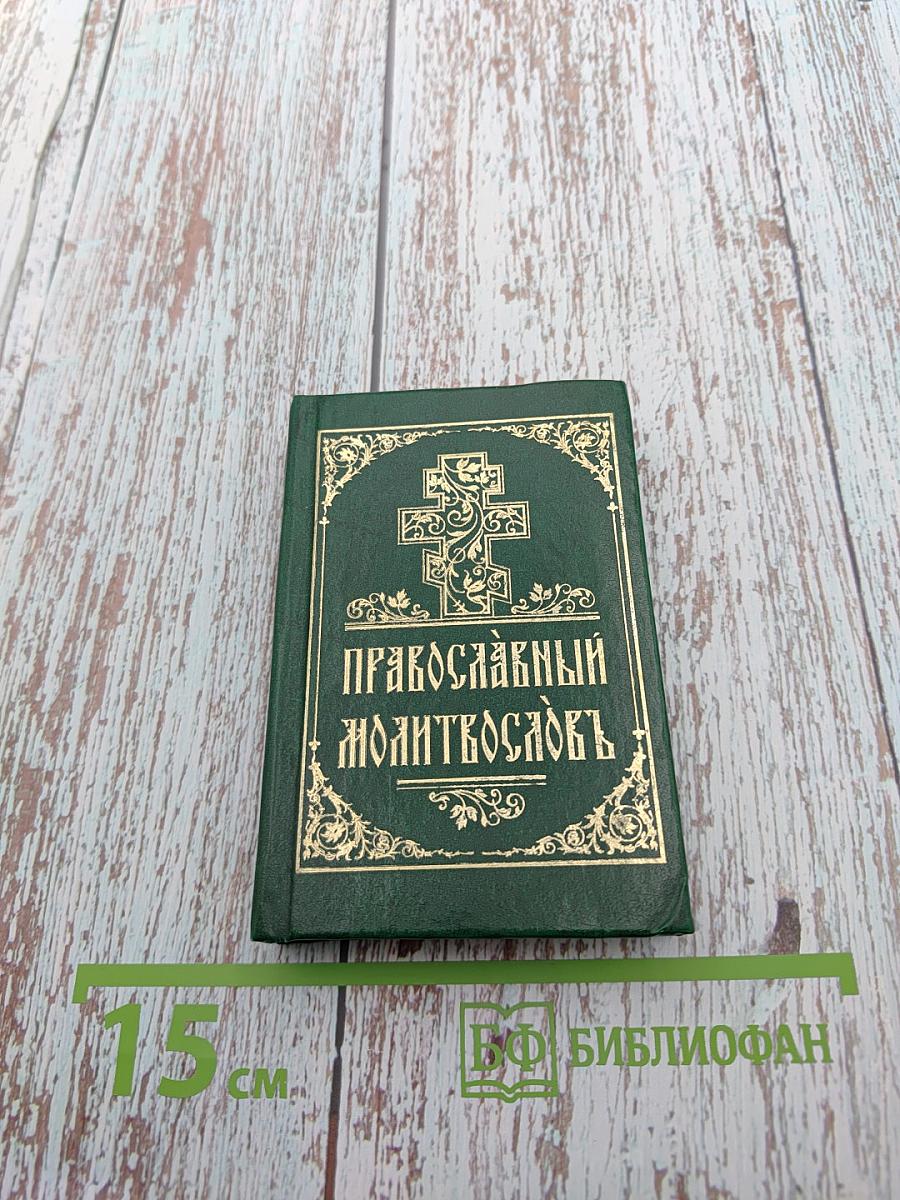 ПРАВОСЛА̀ВНЫЙ
МОЛИТВОСЛО̀ВЪ
15 см
БФ БИБЛИОФАН